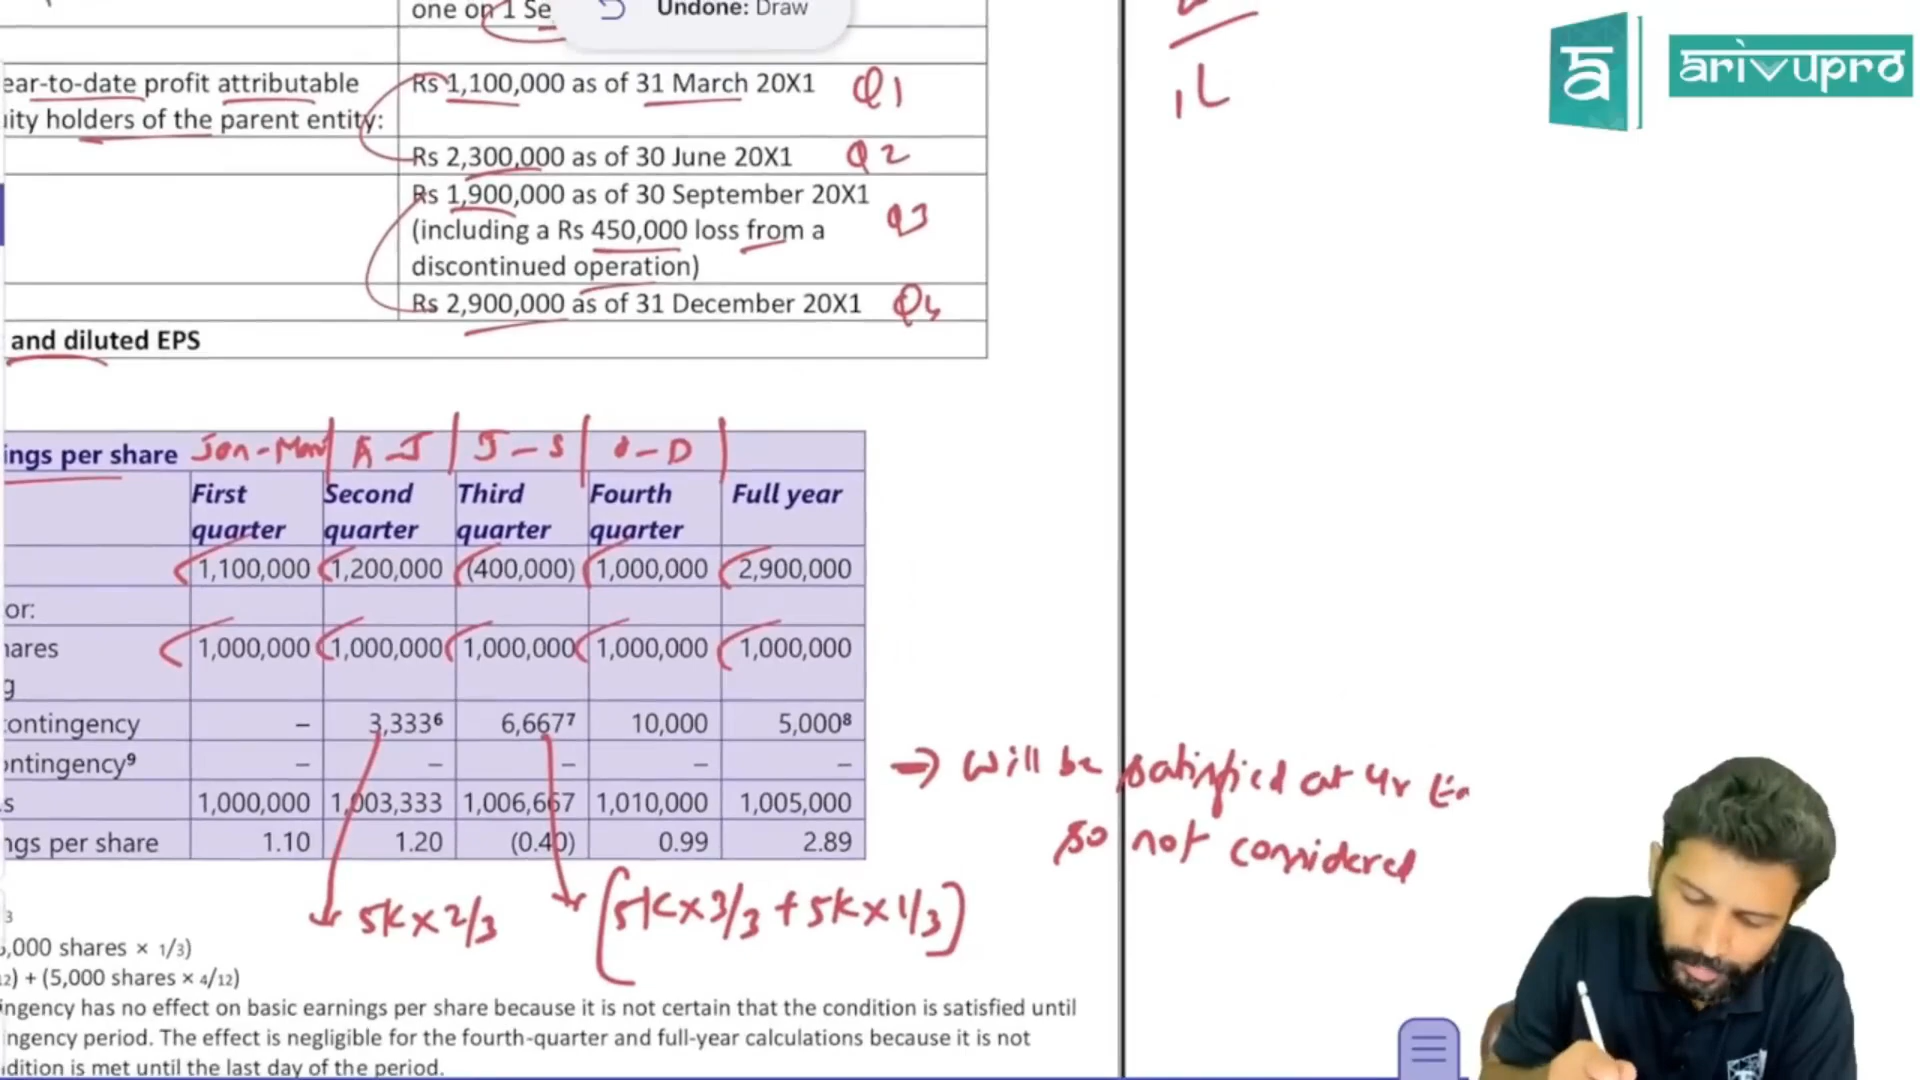 one on 1 Se
Undone: Draw
ear-to-date profit attributable
uity holders of the parent entity:
Rs 1,100,000 as of 31 March 20X1 Q1
Rs 2,300,000 as of 30 June 20X1 Q2
Rs 1,900,000 as of 30 September 20X1
(including a Rs 450,000 loss from a
discontinued operation)
Q3
Rs 2,900,000 as of 31 December 20X1 Q4
and diluted EPS
1L
arivupro
ings per share Jan-Mar A-J J-S O-D
First quarter Second quarter Third quarter Fourth quarter Full year
1,100,000 1,200,000 (400,000) 1,000,000 2,900,000
or:
hares 1,000,000 1,000,000 1,000,000 1,000,000 1,000,000
g
contingency – 3,333⁶ 6,667⁷ 10,000 5,000⁸
ontingency⁹ – – – – –
s 1,000,000 1,003,333 1,006,667 1,010,000 1,005,000
ngs per share 1.10 1.20 (0.40) 0.99 2.89
→ will be satisfied at yr En
so not considered
5K×2/3
[5K×3/3 + 5K×1/3]
3
5,000 shares × 1/3)
12) + (5,000 shares × 4/12)
ingency has no effect on basic earnings per share because it is not certain that the condition is satisfied until
ingency period. The effect is negligible for the fourth-quarter and full-year calculations because it is not
dition is met until the last day of the period.